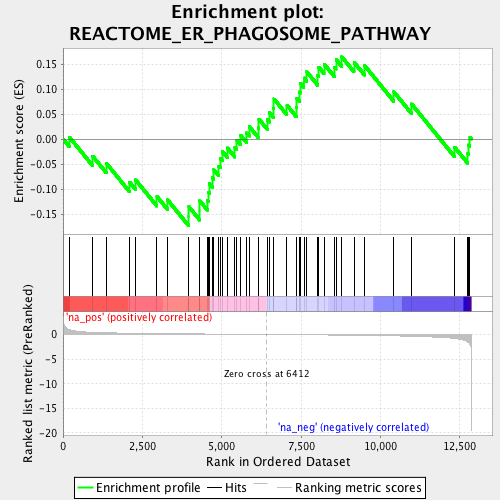 Enrichment plot:
REACTOME_ER_PHAGOSOME_PATHWAY
Enrichment score (ES)
0.15
0.10
0.05
0.00
-0.05
-0.10
-0.15
'na_pos' (positively correlated)
Ranked list metric (PreRanked)
0
-5
-10
-15
-20
Zero cross at 6412
'na_neg' (negatively correlated)
0
2,500
5,000
7,500
10,000
12,500
Rank in Ordered Dataset
Enrichment profile
Hits
Ranking metric scores